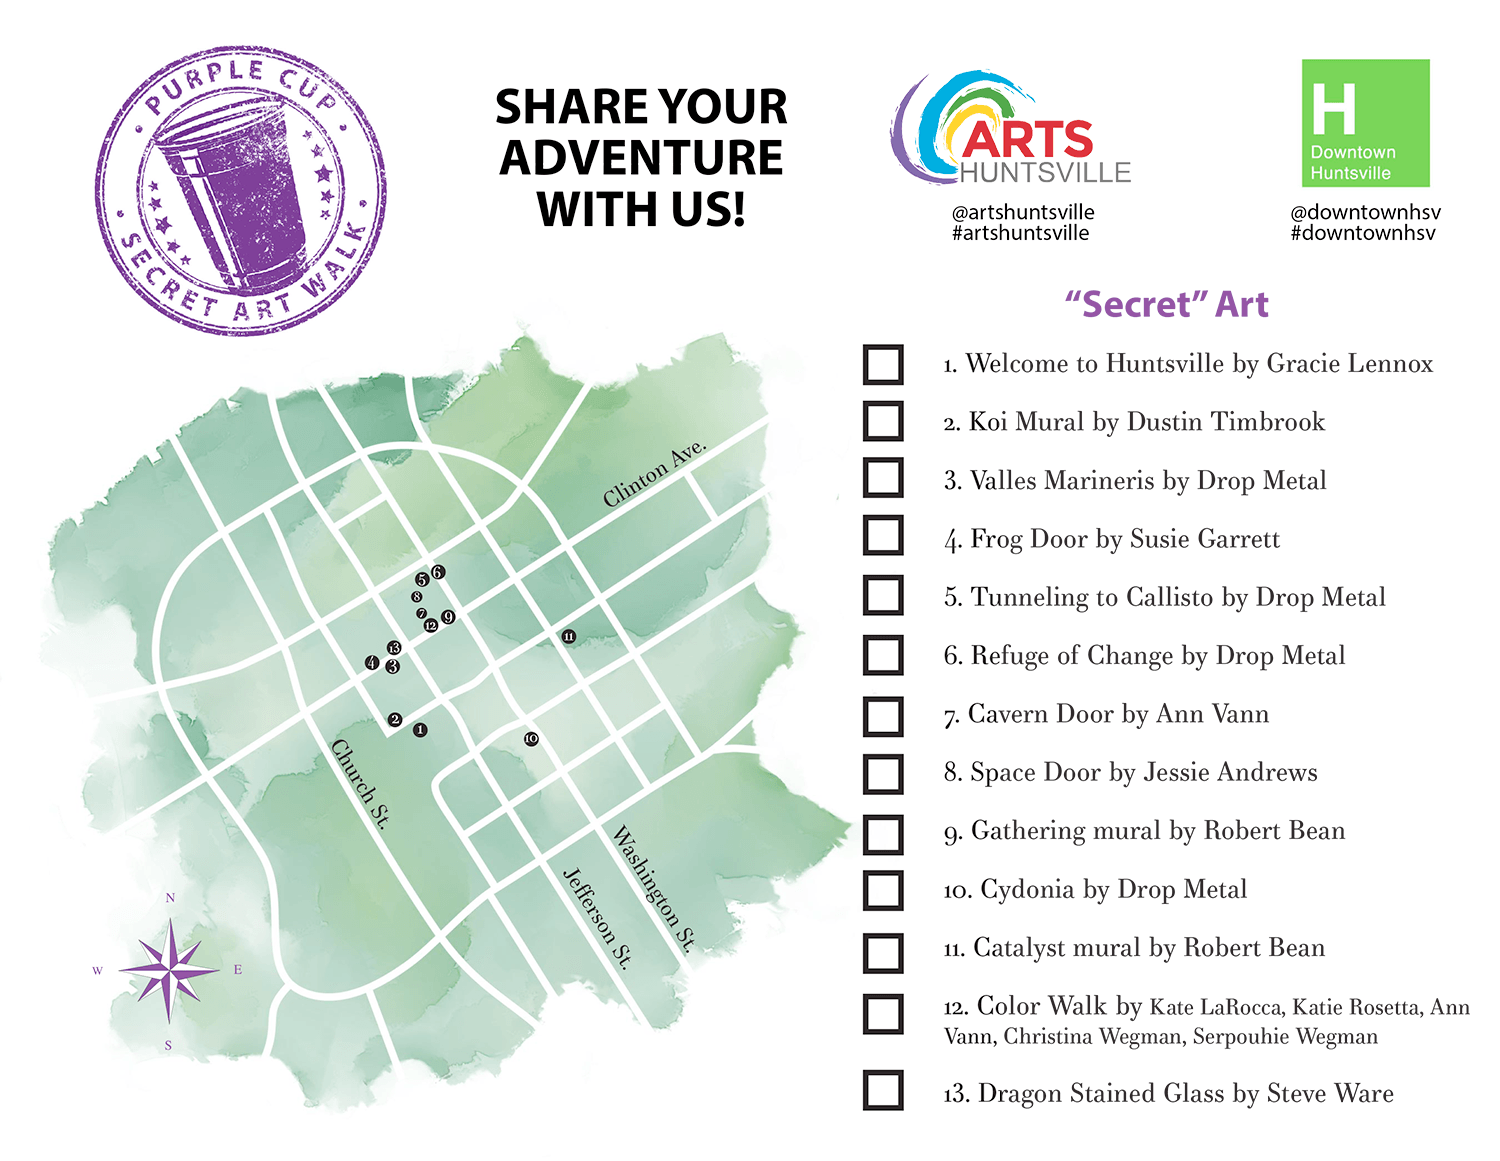 PURPLE CUP
SECRET ART WALK
SHARE YOUR
ADVENTURE
WITH US!
ARTS
HUNTSVILLE
@artshuntsville
#artshuntsville
H
Downtown
Huntsville
@downtownhsv
#downtownhsv
"Secret" Art
1. Welcome to Huntsville by Gracie Lennox
2. Koi Mural by Dustin Timbrook
3. Valles Marineris by Drop Metal
4. Frog Door by Susie Garrett
5. Tunneling to Callisto by Drop Metal
6. Refuge of Change by Drop Metal
7. Cavern Door by Ann Vann
8. Space Door by Jessie Andrews
9. Gathering mural by Robert Bean
10. Cydonia by Drop Metal
11. Catalyst mural by Robert Bean
12. Color Walk by Kate LaRocca, Katie Rosetta, Ann
Vann, Christina Wegman, Serpouhie Wegman
13. Dragon Stained Glass by Steve Ware
Clinton Ave.
5
6
8
7
9
12
11
13
4
3
2
1
10
Church St.
Washington St.
Jefferson St.
N
W
E
S